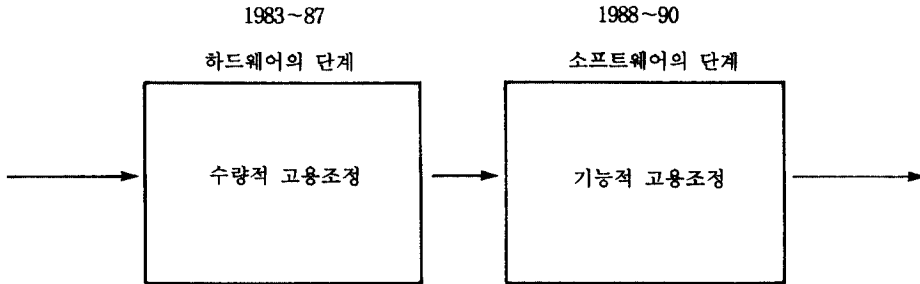 1983~87 1988~90
하드웨어의 단계 소프트웨어의 단계
수량적 고용조정 기능적 고용조정